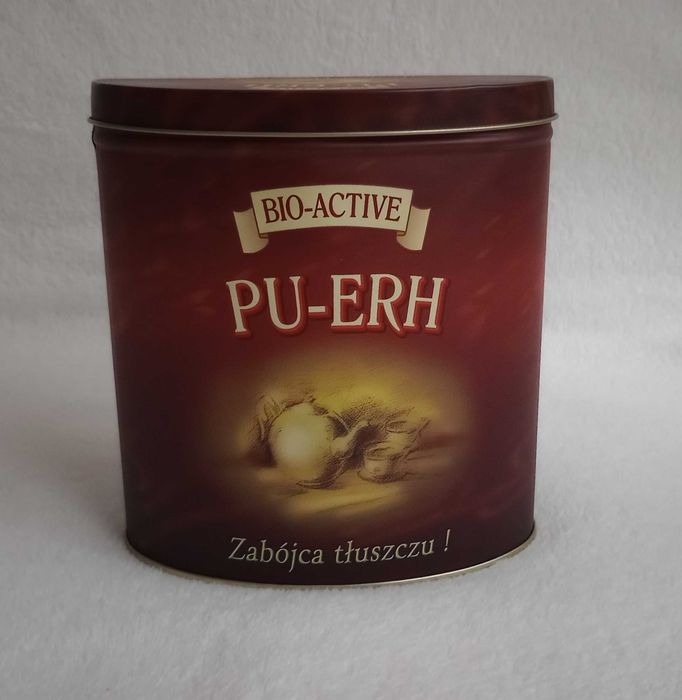 BIO-ACTIVE
PU-ERH
Zabójca tłuszczu !